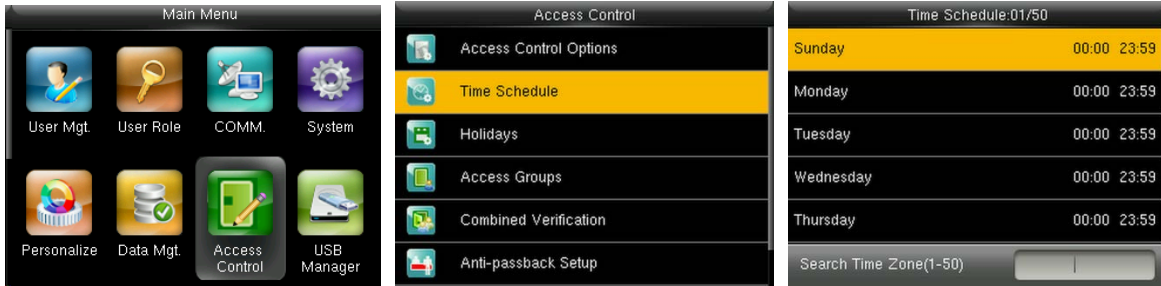 Main Menu
User Mgt.
User Role
COMM.
System
Personalize
Data Mgt.
Access
Control
USB
Manager
Access Control
Access Control Options
Time Schedule
Holidays
Access Groups
Combined Verification
Anti-passback Setup
Time Schedule:01/50
Sunday 00:00 23:59
Monday 00:00 23:59
Tuesday 00:00 23:59
Wednesday 00:00 23:59
Thursday 00:00 23:59
Search Time Zone(1-50)